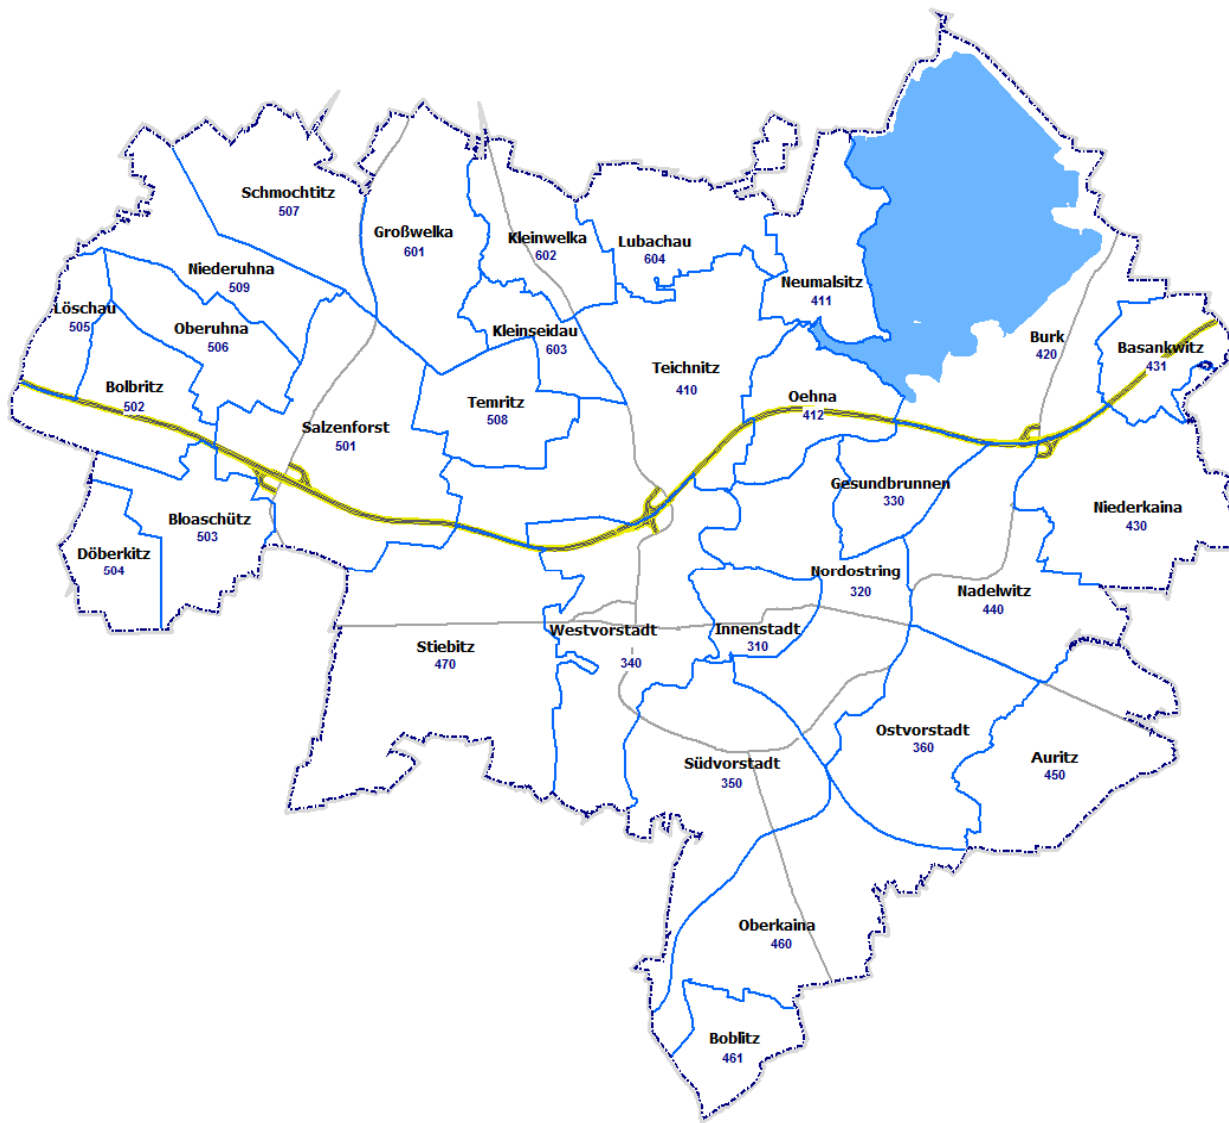 Schmochtitz
507
Großwelka
601
Kleinwelka
602
Lubachau
604
Niederuhna
509
Neumalsitz
411
Löschau
505
Oberuhna
506
Kleinseidau
603
Burk
420
Basankwitz
431
Teichnitz
410
Bolbritz
502
Temritz
508
Oehna
412
Salzenforst
501
Gesundbrunnen
330
Niederkaina
430
Bloaschütz
503
Döberkitz
504
Nordostring
320
Nadelwitz
440
Westvorstadt
340
Innenstadt
310
Stiebitz
470
Ostvorstadt
360
Südvorstadt
350
Auritz
450
Oberkaina
460
Boblitz
461